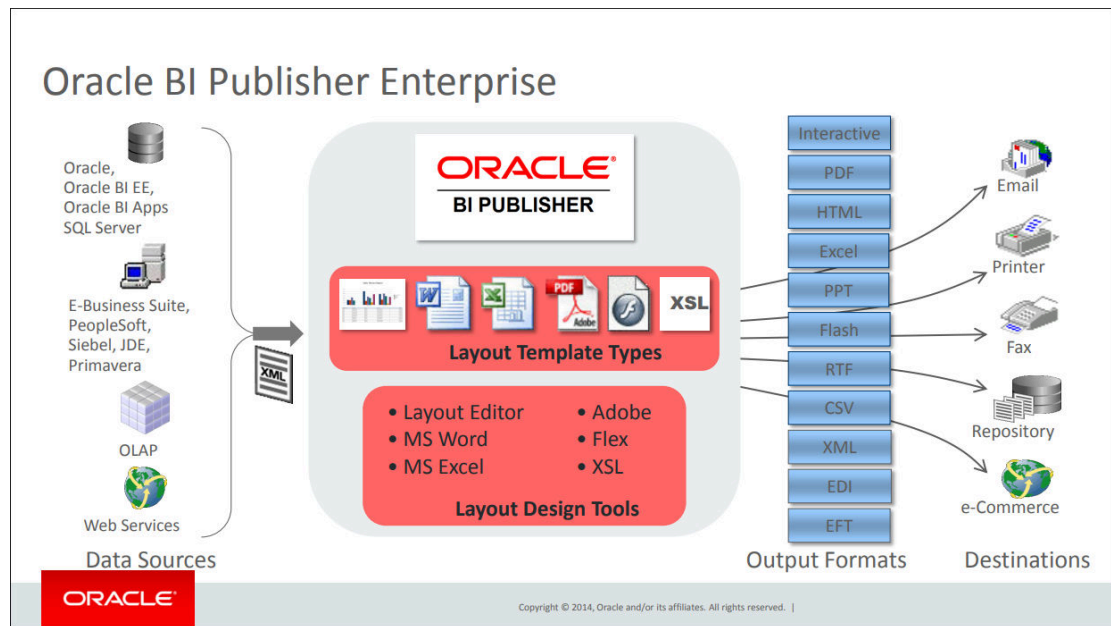 Oracle BI Publisher Enterprise
Oracle,
Oracle BI EE,
Oracle BI Apps
SQL Server
E-Business Suite,
PeopleSoft,
Siebel, JDE,
Primavera
OLAP
Web Services
Data Sources
XML
ORACLE®
BI PUBLISHER
PDF
Adobe
XSL
Layout Template Types
• Layout Editor
• MS Word
• MS Excel
• Adobe
• Flex
• XSL
Layout Design Tools
Interactive
PDF
HTML
Excel
PPT
Flash
RTF
CSV
XML
EDI
EFT
Output Formats
Email
Printer
Fax
Repository
e-Commerce
Destinations
ORACLE®
Copyright © 2014, Oracle and/or its affiliates. All rights reserved. |